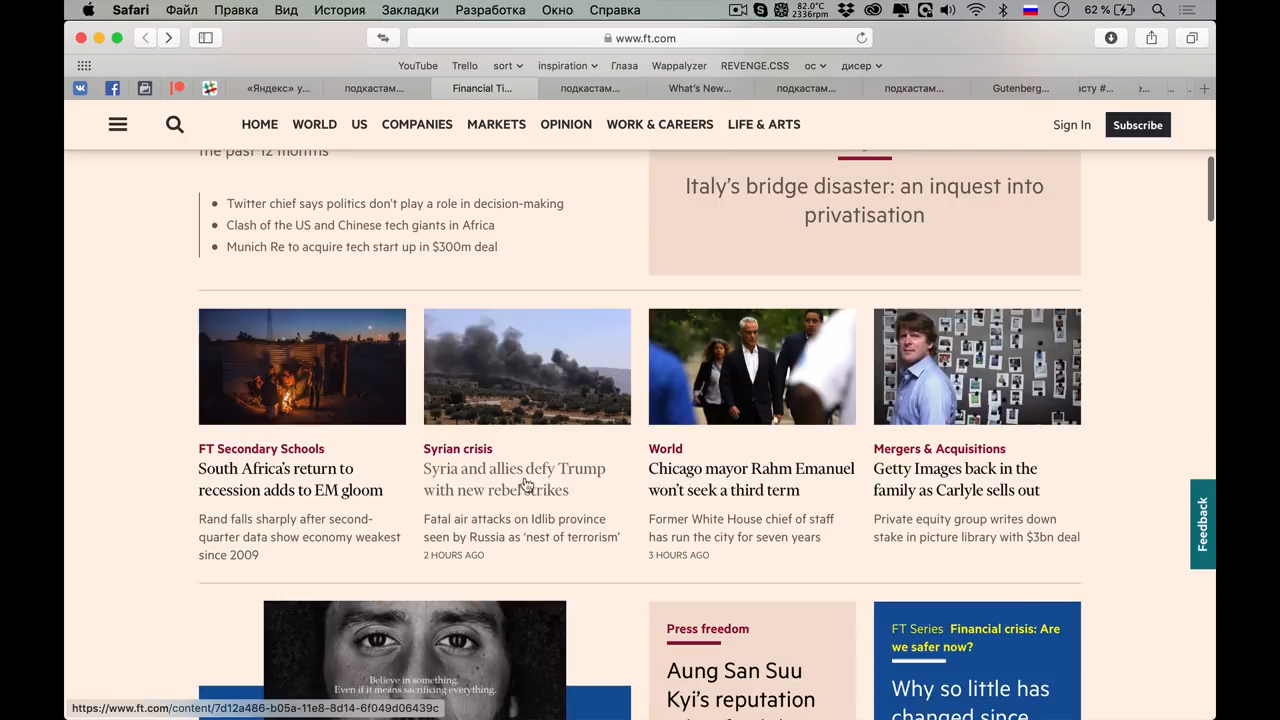 Safari Файл Правка Вид История Закладки Разработка Окно Справка 82.0°C 2336rpm 62 %
www.ft.com
YouTube Trello sort inspiration Глаза Wappalyzer REVENGE.CSS ос дисер
«Яндекс» у... подкастам... Financial Ti... подкастам... What's New... подкастам... подкастам... Gutenberg... асту #...
HOME WORLD US COMPANIES MARKETS OPINION WORK & CAREERS LIFE & ARTS Sign In Subscribe
the past 12 months
Twitter chief says politics don't play a role in decision-making
Clash of the US and Chinese tech giants in Africa
Munich Re to acquire tech start up in $300m deal
Italy's bridge disaster: an inquest into
privatisation
FT Secondary Schools
South Africa's return to
recession adds to EM gloom
Rand falls sharply after second-
quarter data show economy weakest
since 2009
Syrian crisis
Syria and allies defy Trump
with new rebel strikes
Fatal air attacks on Idlib province
seen by Russia as 'nest of terrorism'
2 HOURS AGO
World
Chicago mayor Rahm Emanuel
won't seek a third term
Former White House chief of staff
has run the city for seven years
3 HOURS AGO
Mergers & Acquisitions
Getty Images back in the
family as Carlyle sells out
Private equity group writes down
stake in picture library with $3bn deal
Feedback
Believe in something.
Even if it means sacrificing everything.
Press freedom
Aung San Suu
Kyi's reputation
FT Series Financial crisis: Are
we safer now?
Why so little has
changed since
https://www.ft.com/content/7d12a486-b05a-11e8-8d14-6f049d06439c